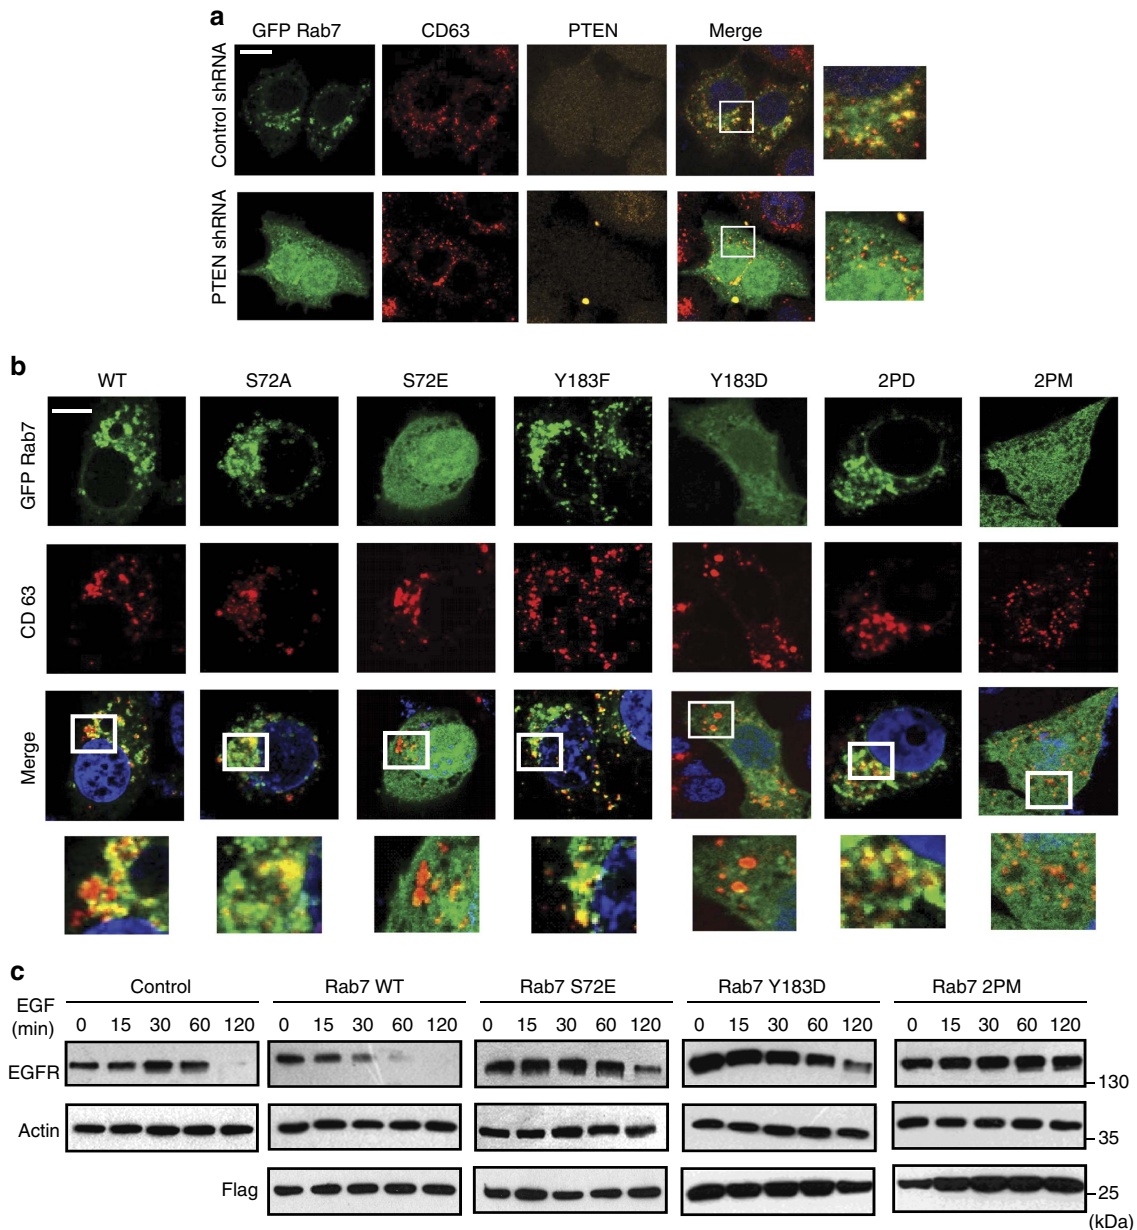 a
GFP Rab7 CD63 PTEN Merge
Control shRNA
PTEN shRNA
b
WT S72A S72E Y183F Y183D 2PD 2PM
GFP Rab7
CD 63
Merge
c
Control Rab7 WT Rab7 S72E Rab7 Y183D Rab7 2PM
EGF (min) 0 15 30 60 120 0 15 30 60 120 0 15 30 60 120 0 15 30 60 120 0 15 30 60 120
EGFR
130
Actin
35
Flag
25
(kDa)